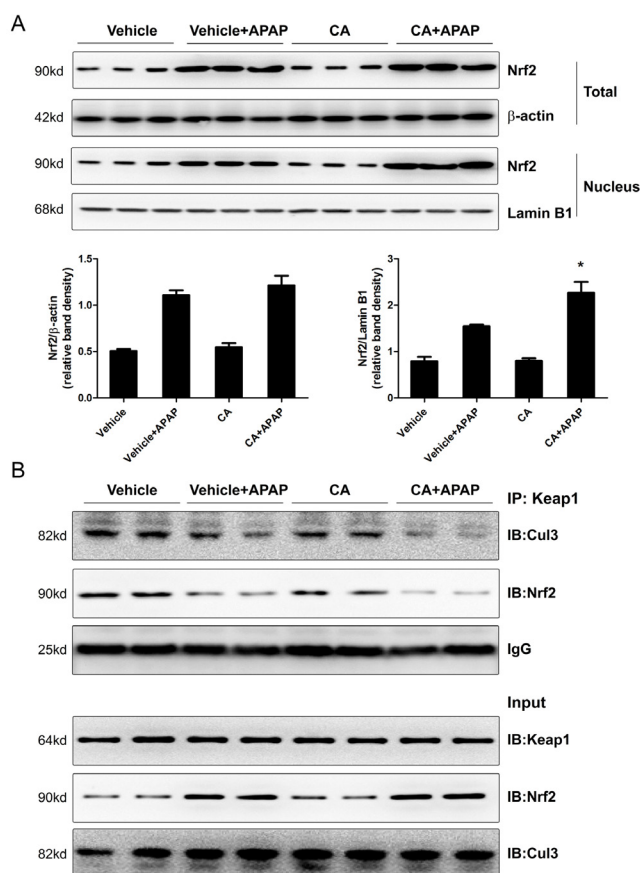 A
Vehicle Vehicle+APAP CA CA+APAP
90kd Nrf2
Total
42kd β-actin
90kd Nrf2
Nucleus
68kd Lamin B1
Nrf2/β-actin
(relative band density)
1.5
1.0
0.5
0.0
Vehicle
Vehicle+APAP
CA
CA+APAP
Nrf2/Lamin B1
(relative band density)
3
2
1
0
*
Vehicle
Vehicle+APAP
CA
CA+APAP
B
Vehicle Vehicle+APAP CA CA+APAP IP: Keap1
82kd IB:Cul3
90kd IB:Nrf2
25kd IgG
Input
64kd IB:Keap1
90kd IB:Nrf2
82kd IB:Cul3